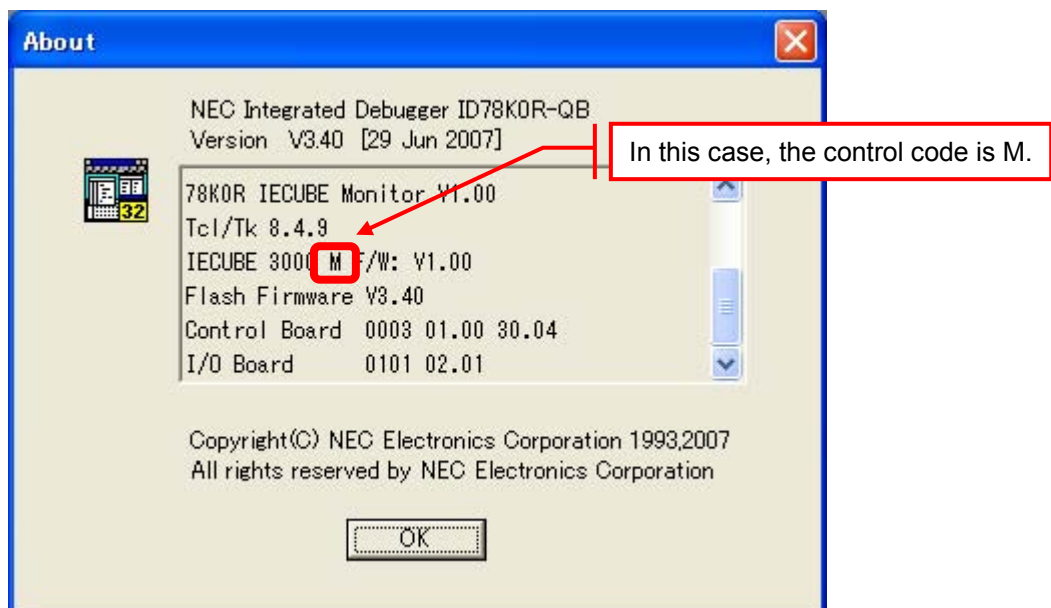 About
NEC Integrated Debugger ID78K0R-QB
Version V3.40 [29 Jun 2007]
In this case, the control code is M.
78K0R IECUBE Monitor V1.00
Tcl/Tk 8.4.9
IECUBE 3000 M F/W: V1.00
Flash Firmware V3.40
Control Board 0003 01.00 30.04
I/O Board 0101 02.01
32
Copyright(C) NEC Electronics Corporation 1993,2007
All rights reserved by NEC Electronics Corporation
OK